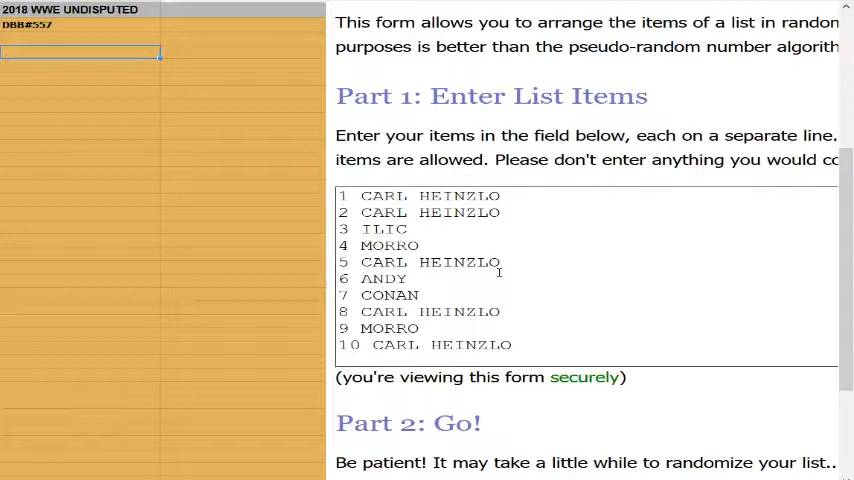 2018 WWE UNDISPUTED
DBB#557
This form allows you to arrange the items of a list in random
purposes is better than the pseudo-random number algorith
Part 1: Enter List Items
Enter your items in the field below, each on a separate line.
items are allowed. Please don't enter anything you would co
1 CARL HEINZLO
2 CARL HEINZLO
3 ILIC
4 MORRO
5 CARL HEINZLO
6 ANDY
7 CONAN
8 CARL HEINZLO
9 MORRO
10 CARL HEINZLO
(you're viewing this form securely)
Part 2: Go!
Be patient! It may take a little while to randomize your list..